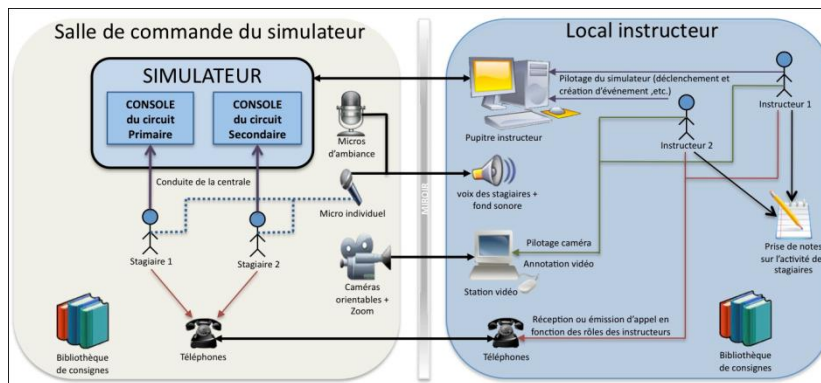 Salle de commande du simulateur
SIMULATEUR
CONSOLE
du circuit
Primaire
CONSOLE
du circuit
Secondaire
Conduite de la centrale
Micros
d'ambiance
Micro individuel
Stagiaire 1
Stagiaire 2
Caméras
orientables +
Zoom
Téléphones
Bibliothèque
de consignes
MIROIR
Local instructeur
Pilotage du simulateur (déclenchement et
création d'événement ,etc.)
Pupitre instructeur
Instructeur 1
Instructeur 2
voix des stagiaires +
fond sonore
Prise de notes
sur l'activité de
stagiaires
Pilotage caméra
Annotation vidéo
Station vidéo
Réception ou émission d'appel en
fonction des rôles des instructeurs
Téléphones
Bibliothèque
de consignes